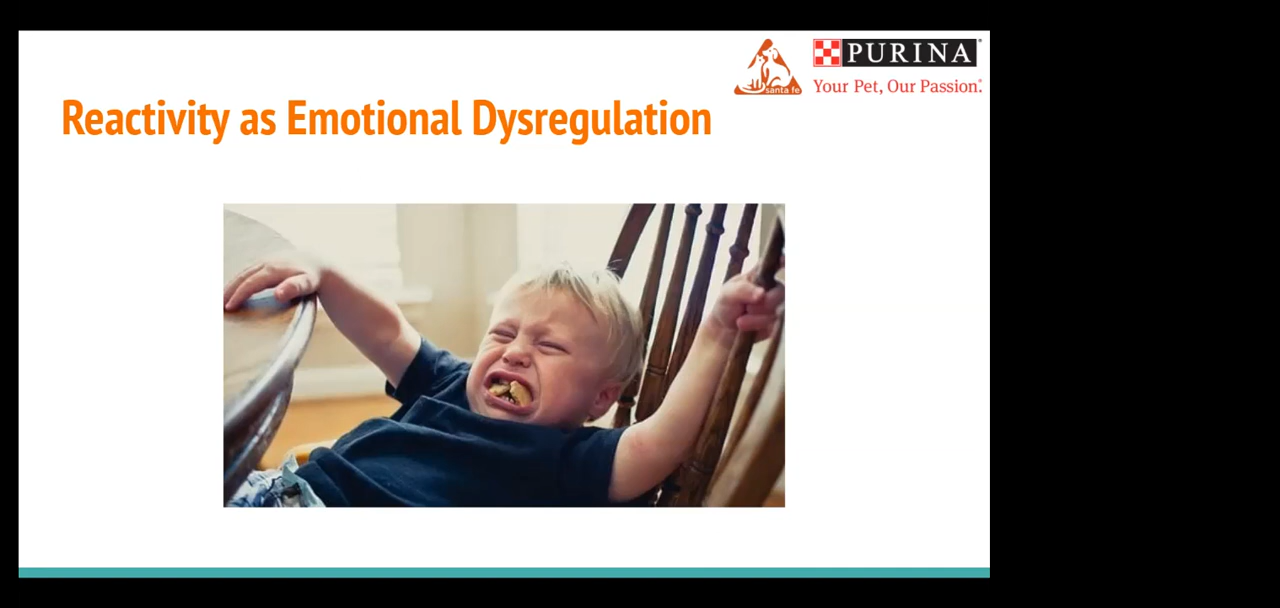 santa fe
PURINA®
Your Pet, Our Passion.®
Reactivity as Emotional Dysregulation